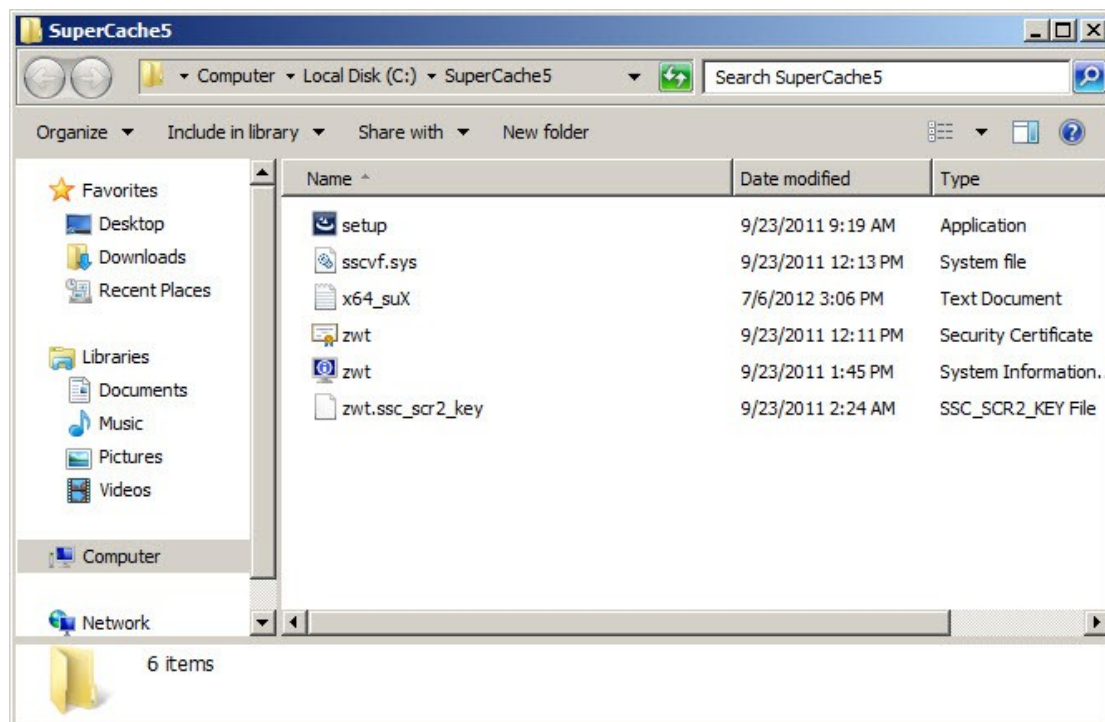 SuperCache5
Computer Local Disk (C:) SuperCache5 Search SuperCache5
Organize Include in library Share with New folder
Favorites
Desktop
Downloads
Recent Places
Libraries
Documents
Music
Pictures
Videos
Computer
Network
Name Date modified Type
setup 9/23/2011 9:19 AM Application
sscvf.sys 9/23/2011 12:13 PM System file
x64_suX 7/6/2012 3:06 PM Text Document
zwt 9/23/2011 12:11 PM Security Certificate
zwt 9/23/2011 1:45 PM System Information..
zwt.ssc_scr2_key 9/23/2011 2:24 AM SSC_SCR2_KEY File
6 items